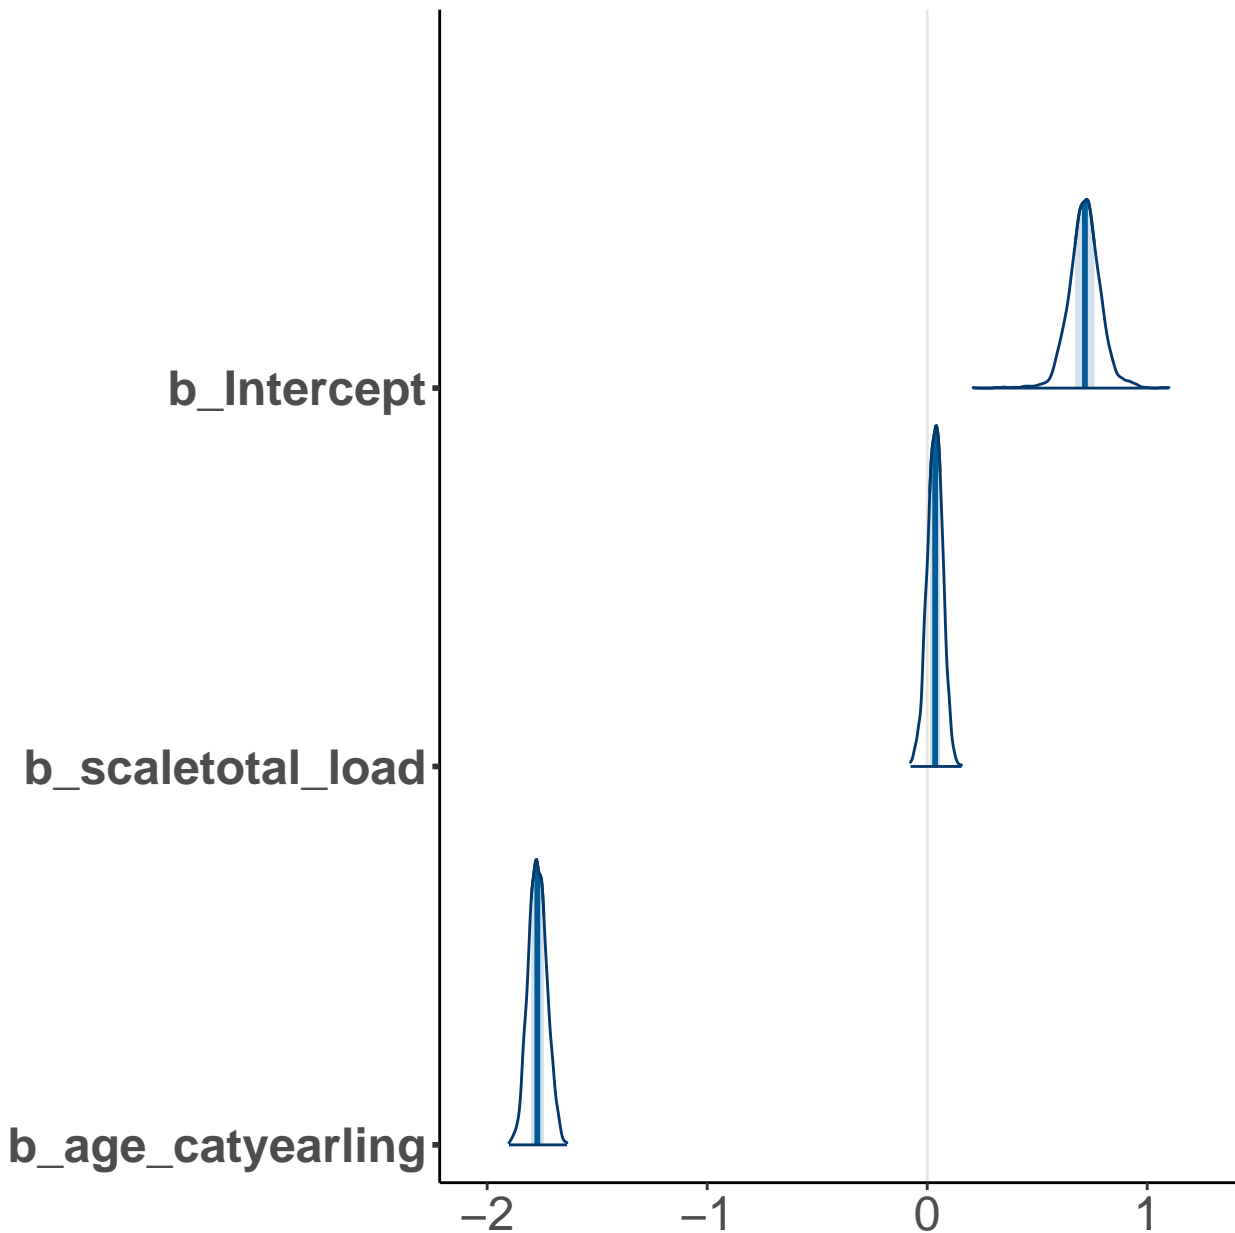 b_Intercept
b_scaletotal_load
b_age_catyearling
−2
−1
0
1